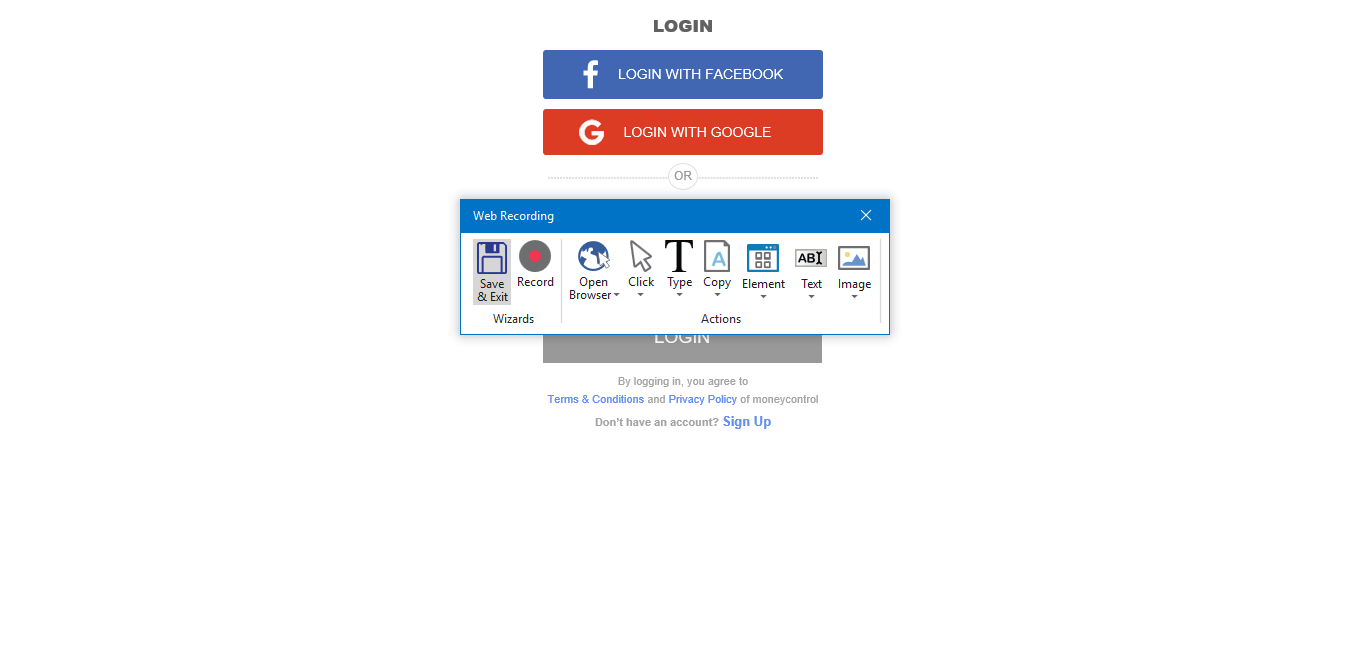 LOGIN
LOGIN WITH FACEBOOK
LOGIN WITH GOOGLE
OR
Web Recording
Save & Exit
Record
Open Browser
Click
Type
Copy
Element
Text
Image
Wizards
Actions
LOGIN
By logging in, you agree to
Terms & Conditions and Privacy Policy of moneycontrol
Don't have an account? Sign Up